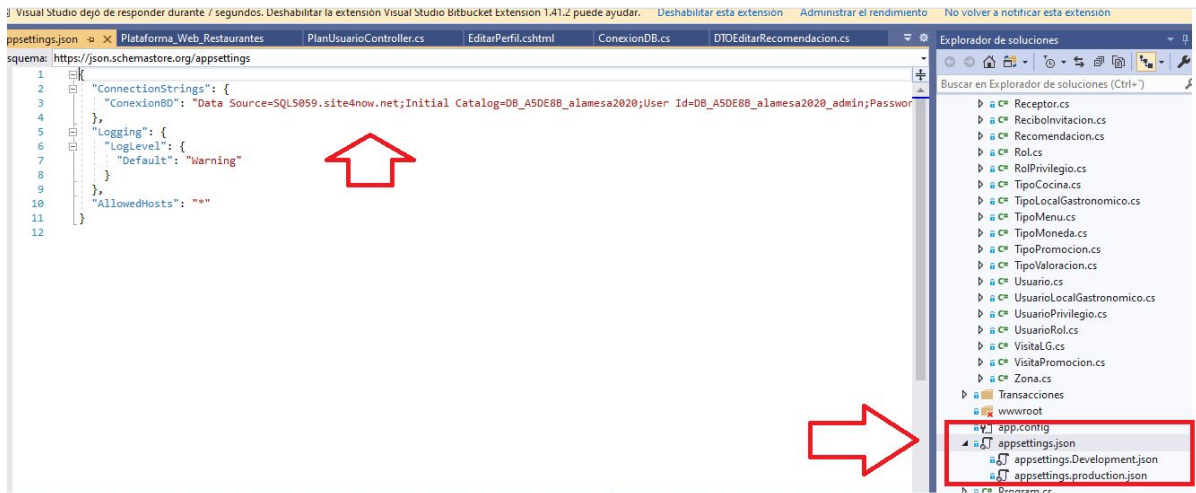 Visual Studio dejó de responder durante 7 segundos. Deshabilitar la extensión Visual Studio Bitbucket Extension 1.41.2 puede ayudar. Deshabilitar esta extensión Administrar el rendimiento No volver a notificar esta extensión
ppsettings.json Plataforma_Web_Restaurantes PlanUsuarioController.cs EditarPerfil.cshtml ConexionDB.cs DTOEditarRecomendacion.cs
squema: https://json.schemastore.org/appsettings
1 {
2 "ConnectionStrings": {
3 "ConexionBD": "Data Source=SQL5059.site4now.net;Initial Catalog=DB_A5DE8B_alamesa2020;User Id=DB_A5DE8B_alamesa2020_admin;Passwor
4 },
5 "Logging": {
6 "LogLevel": {
7 "Default": "Warning"
8 }
9 },
10 "AllowedHosts": "*"
11 }
12
Explorador de soluciones
Buscar en Explorador de soluciones (Ctrl+¨)
C# Receptor.cs
C# ReciboInvitacion.cs
C# Recomendacion.cs
C# Rol.cs
C# RolPrivilegio.cs
C# TipoCocina.cs
C# TipoLocalGastronomico.cs
C# TipoMenu.cs
C# TipoMoneda.cs
C# TipoPromocion.cs
C# TipoValoracion.cs
C# Usuario.cs
C# UsuarioLocalGastronomico.cs
C# UsuarioPrivilegio.cs
C# UsuarioRol.cs
C# VisitaLG.cs
C# VisitaPromocion.cs
C# Zona.cs
Transacciones
wwwroot
app.config
appsettings.json
appsettings.Development.json
appsettings.production.json
C# Program.cs